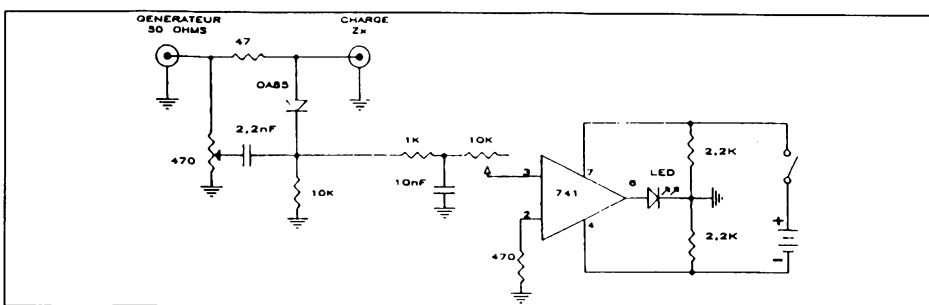 GENERATEUR
50 OHMS
CHARGE
Zx
47
OA85
2,2nF
470
10K
1K
10K
10nF
3
2
741
7
6
4
470
LED
2,2K
2,2K
+
-